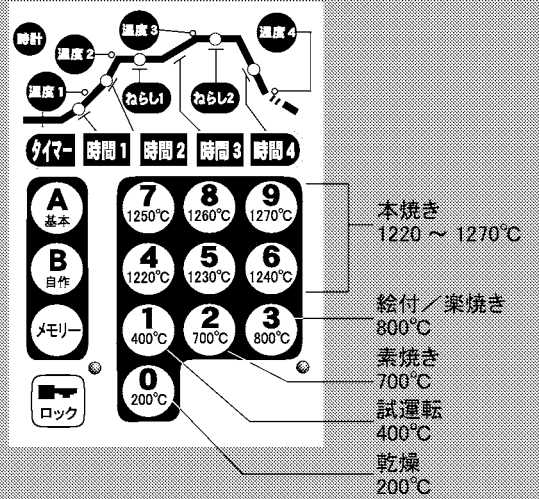 時計
温度3
温度4
温度2
温度1
ねらし1
ねらし2
タイマー 時間1 時間2 時間3 時間4
A
基本
7
1250℃
8
1260℃
9
1270℃
本焼き
1220 ～ 1270℃
B
自作
4
1220℃
5
1230℃
6
1240℃
メモリー
1
400℃
2
700℃
3
800℃
絵付／楽焼き
800℃
素焼き
700℃
ロック
0
200℃
試運転
400℃
乾燥
200℃